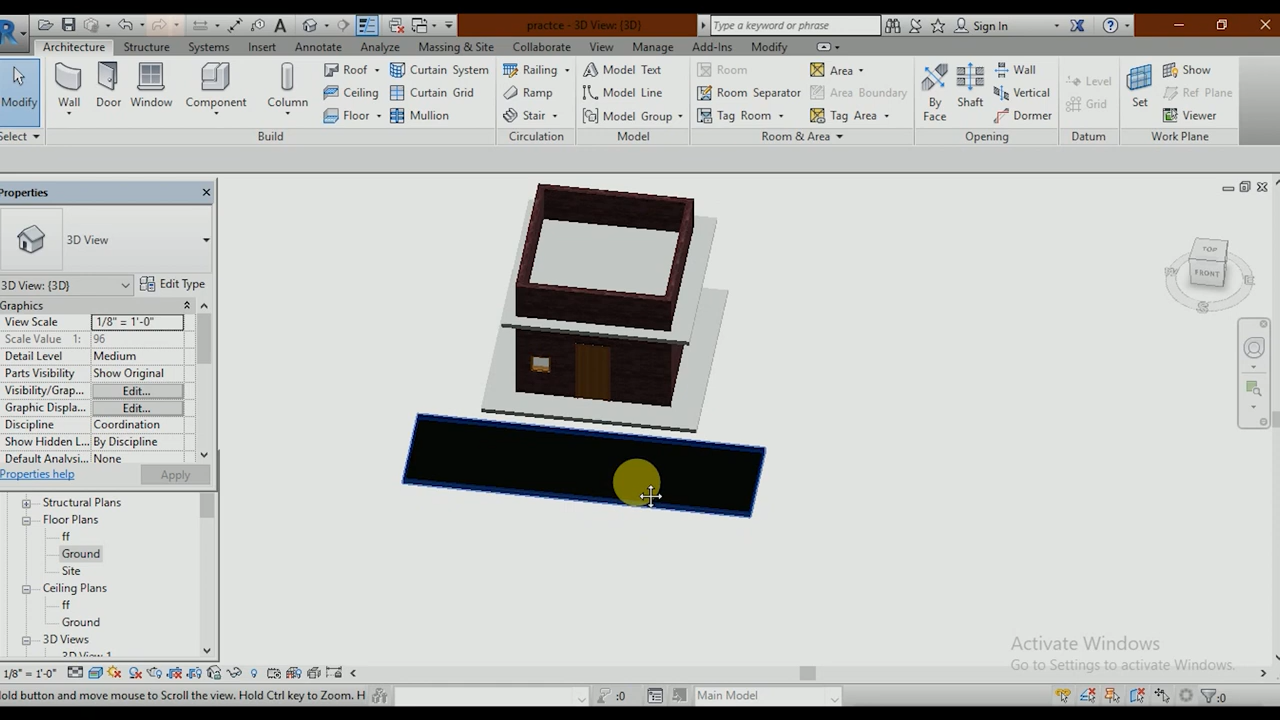 practce - 3D View: {3D}
Type a keyword or phrase
Sign In
Architecture Structure Systems Insert Annotate Analyze Massing & Site Collaborate View Manage Add-Ins Modify
Modify
Wall
Door
Window
Component
Column
Roof
Ceiling
Floor
Curtain System
Curtain Grid
Mullion
Railing
Ramp
Stair
Model Text
Model Line
Model Group
Room
Room Separator
Tag Room
Area
Area Boundary
Tag Area
By
Face
Shaft
Wall
Vertical
Dormer
Level
Grid
Set
Show
Ref Plane
Viewer
Select Build Circulation Model Room & Area Opening Datum Work Plane
Properties
3D View
3D View: {3D} Edit Type
Graphics
View Scale 1/8" = 1'-0"
Scale Value 1: 96
Detail Level Medium
Parts Visibility Show Original
Visibility/Grap... Edit...
Graphic Displa... Edit...
Discipline Coordination
Show Hidden L... By Discipline
Default Analysi... None
Properties help Apply
Structural Plans
Floor Plans
ff
Ground
Site
Ceiling Plans
ff
Ground
3D Views
3D View 1
TOP
FRONT
Activate Windows
Go to Settings to activate Windows.
1/8" = 1'-0"
old button and move mouse to Scroll the view. Hold Ctrl key to Zoom. H
:0
Main Model
:0